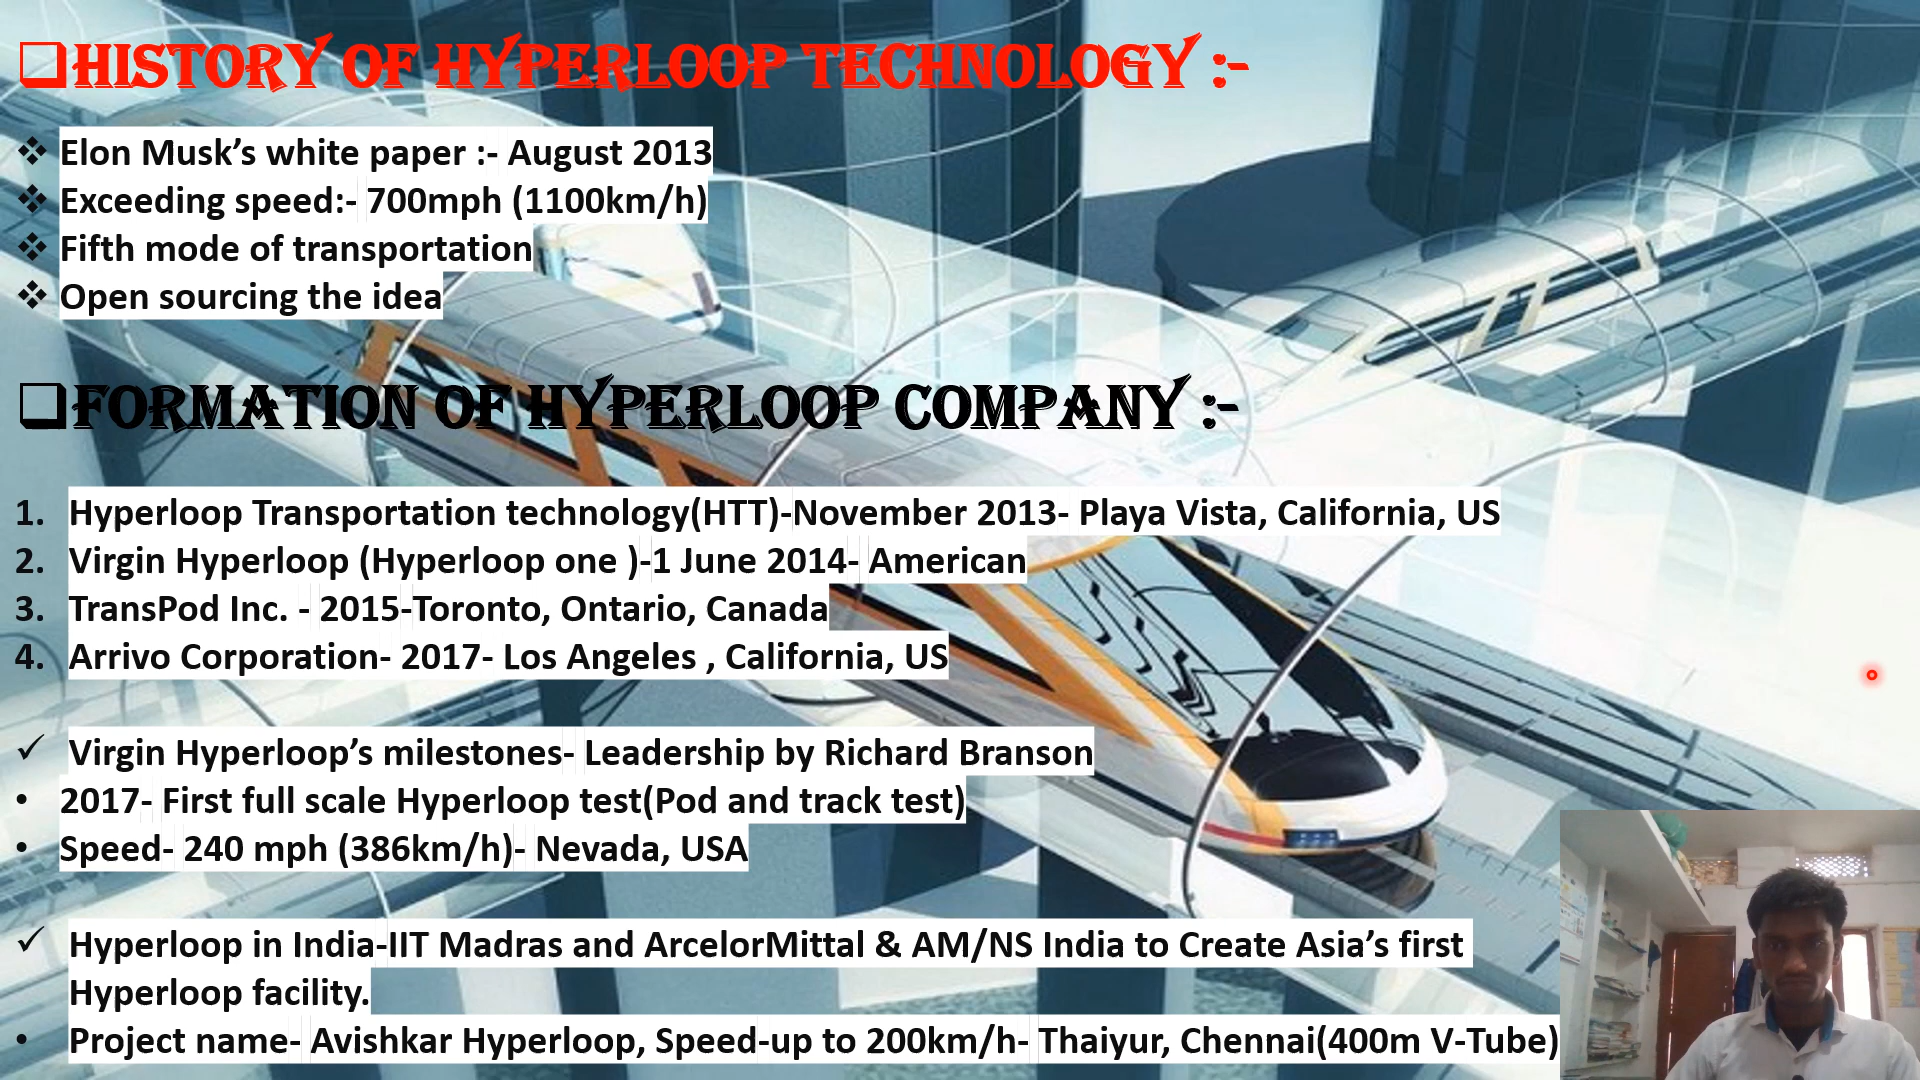 ❑HISTORY OF HYPERLOOP TECHNOLOGY :-
❖ Elon Musk’s white paper :- August 2013
❖ Exceeding speed:- 700mph (1100km/h)
❖ Fifth mode of transportation
❖ Open sourcing the idea
❑FORMATION OF HYPERLOOP COMPANY :-
1. Hyperloop Transportation technology(HTT)-November 2013- Playa Vista, California, US
2. Virgin Hyperloop (Hyperloop one )-1 June 2014- American
3. TransPod Inc. - 2015-Toronto, Ontario, Canada
4. Arrivo Corporation- 2017- Los Angeles , California, US
✓ Virgin Hyperloop’s milestones- Leadership by Richard Branson
• 2017- First full scale Hyperloop test(Pod and track test)
• Speed- 240 mph (386km/h)- Nevada, USA
✓ Hyperloop in India-IIT Madras and ArcelorMittal & AM/NS India to Create Asia’s first
Hyperloop facility.
• Project name- Avishkar Hyperloop, Speed-up to 200km/h- Thaiyur, Chennai(400m V-Tube)